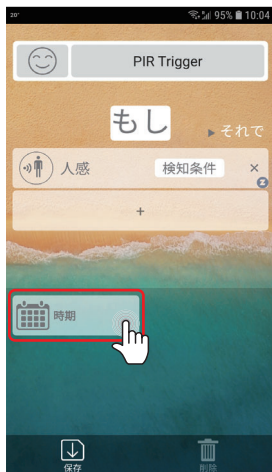 20° 95% 10:04
PIR Trigger
もし ▸ それで
人感 検知条件 ×
Z
+
時期
保存 削除